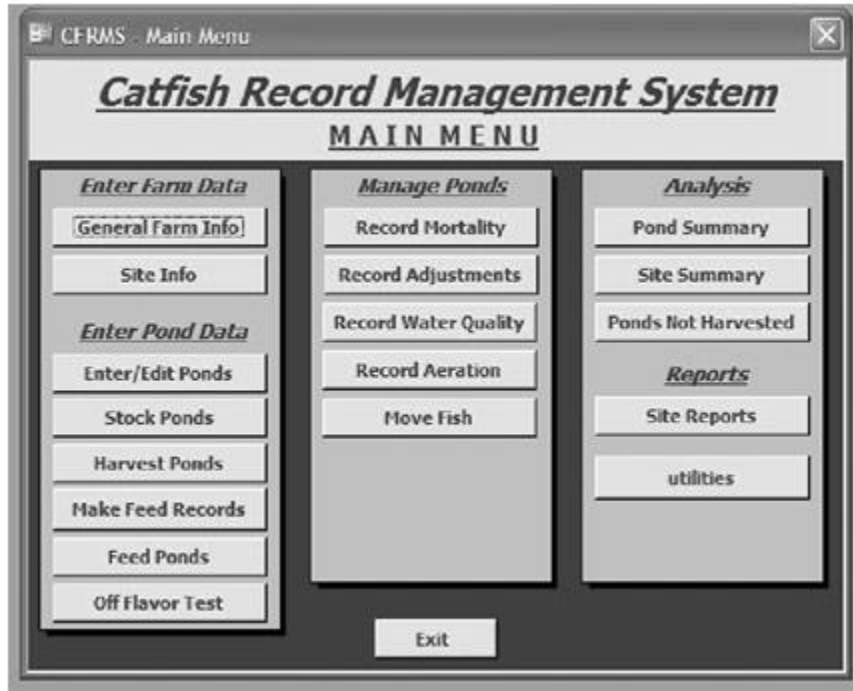 CFRMS - Main Menu
Catfish Record Management System
MAIN MENU
Enter Farm Data
General Farm Info
Site Info
Enter Pond Data
Enter/Edit Ponds
Stock Ponds
Harvest Ponds
Make Feed Records
Feed Ponds
Off Flavor Test
Manage Ponds
Record Mortality
Record Adjustments
Record Water Quality
Record Aeration
Move Fish
Analysis
Pond Summary
Site Summary
Ponds Not Harvested
Reports
Site Reports
utilities
Exit